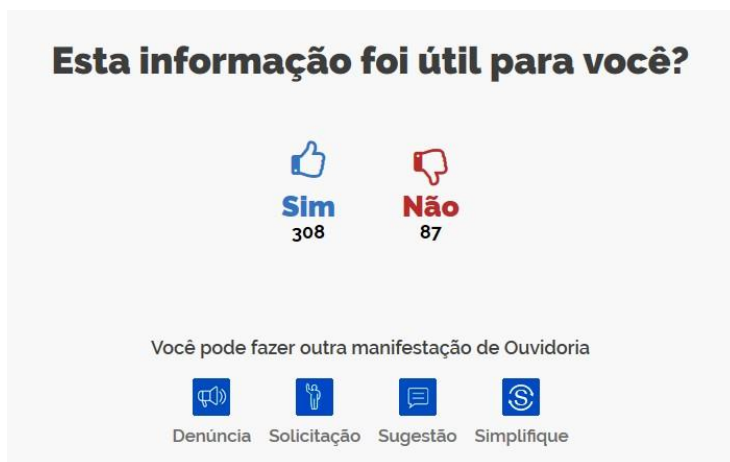 Esta informação foi útil para você?
Sim Não
308 87
Você pode fazer outra manifestação de Ouvidoria
Denúncia Solicitação Sugestão Simplifique